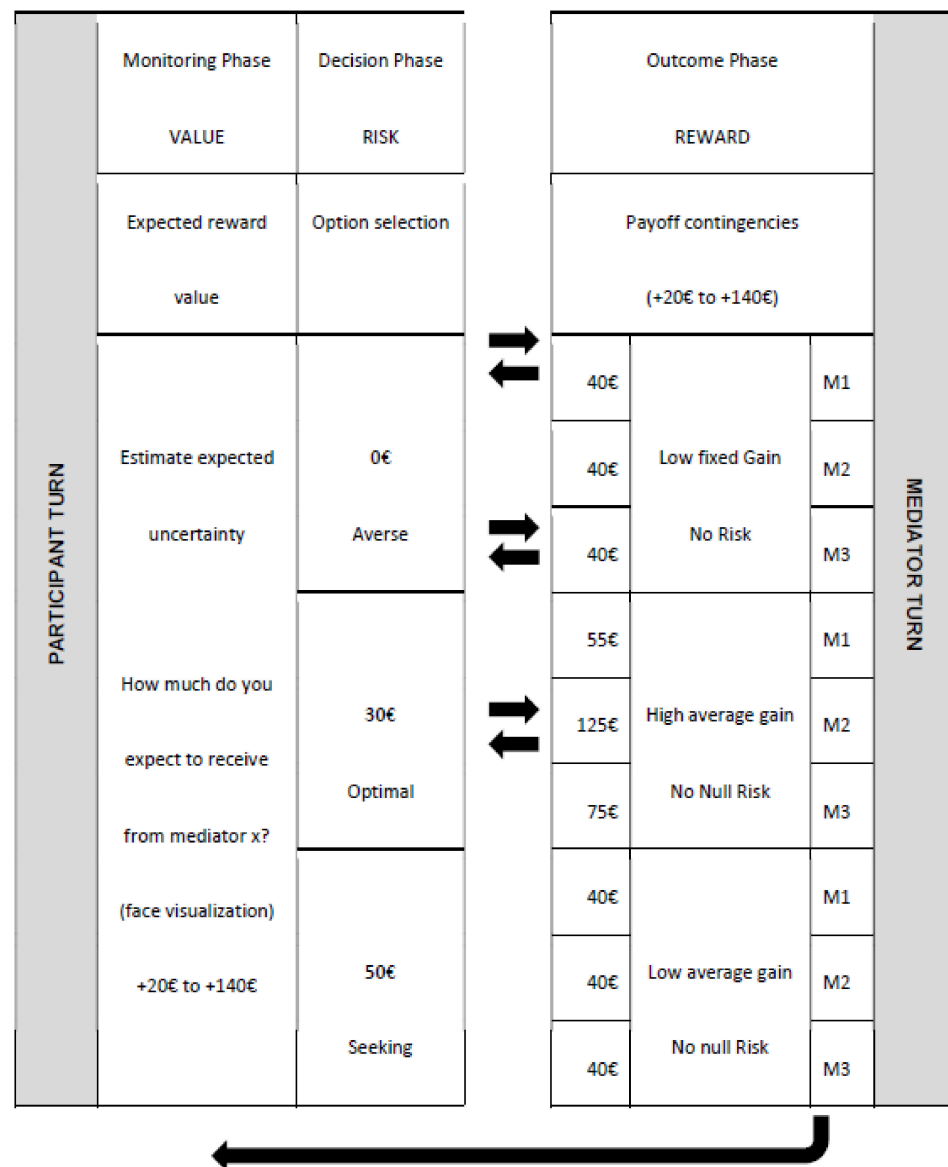 PARTICIPANT TURN
Monitoring Phase
VALUE
Decision Phase
RISK
Expected reward
value
Option selection
Estimate expected
uncertainty
How much do you
expect to receive
from mediator x?
(face visualization)
+20€ to +140€
0€
Averse
30€
Optimal
50€
Seeking
Outcome Phase
REWARD
Payoff contingencies
(+20€ to +140€)
40€
40€
40€
Low fixed Gain
No Risk
M1
M2
M3
55€
125€
75€
High average gain
No Null Risk
M1
M2
M3
40€
40€
40€
Low average gain
No null Risk
M1
M2
M3
MEDIATOR TURN